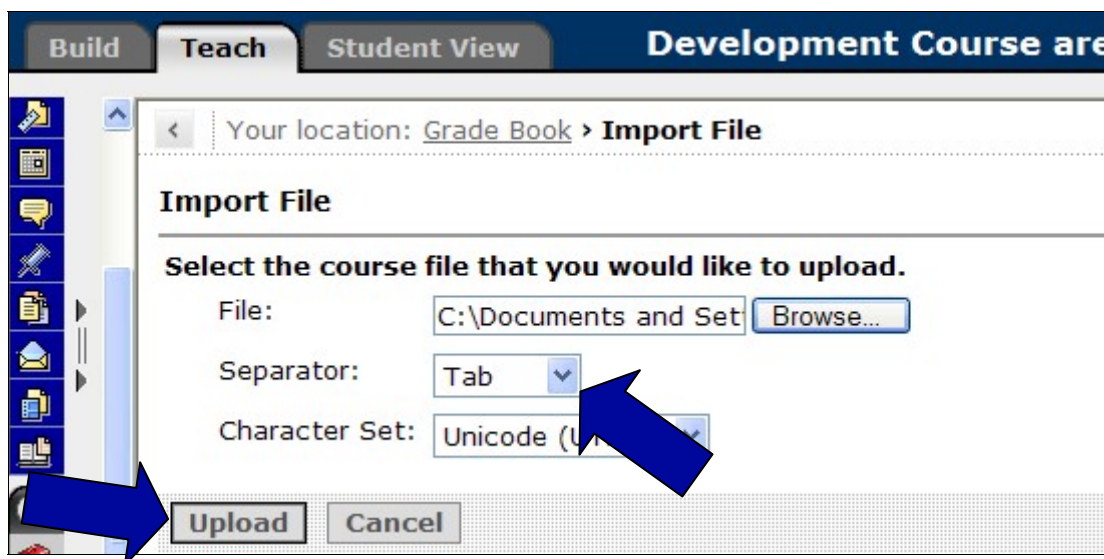 Build Teach Student View Development Course are
Your location: Grade Book › Import File
Import File
Select the course file that you would like to upload.
File: C:\Documents and Set Browse...
Separator: Tab
Character Set: Unicode
Upload Cancel